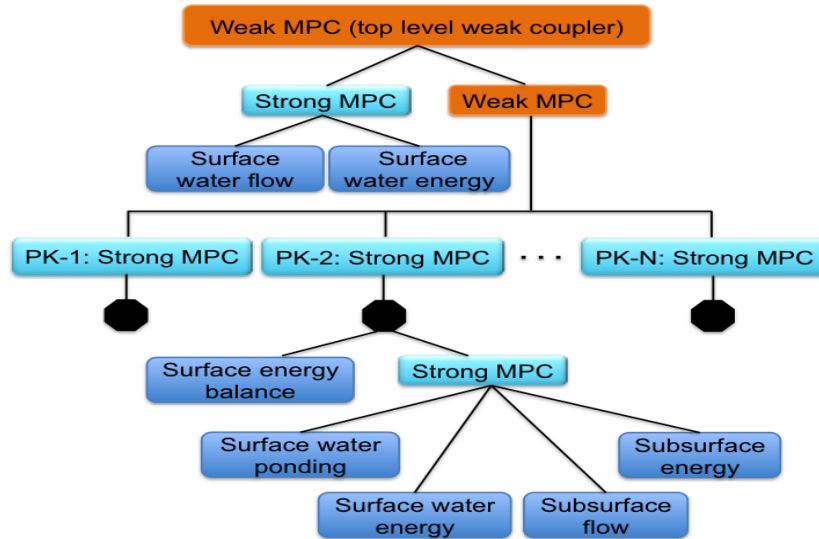 Weak MPC (top level weak coupler)
Strong MPC
Weak MPC
Surface
water flow
Surface
water energy
PK-1: Strong MPC
PK-2: Strong MPC
...
PK-N: Strong MPC
Surface energy
balance
Strong MPC
Surface water
ponding
Subsurface
energy
Surface water
energy
Subsurface
flow